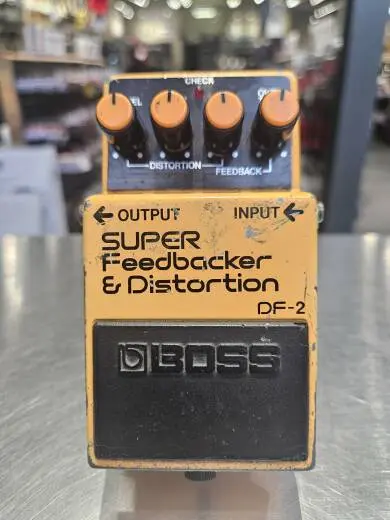 CHECK
DISTORTION
FEEDBACK
OUTPUT INPUT
SUPER
Feedbacker
& Distortion
DF-2
BOSS